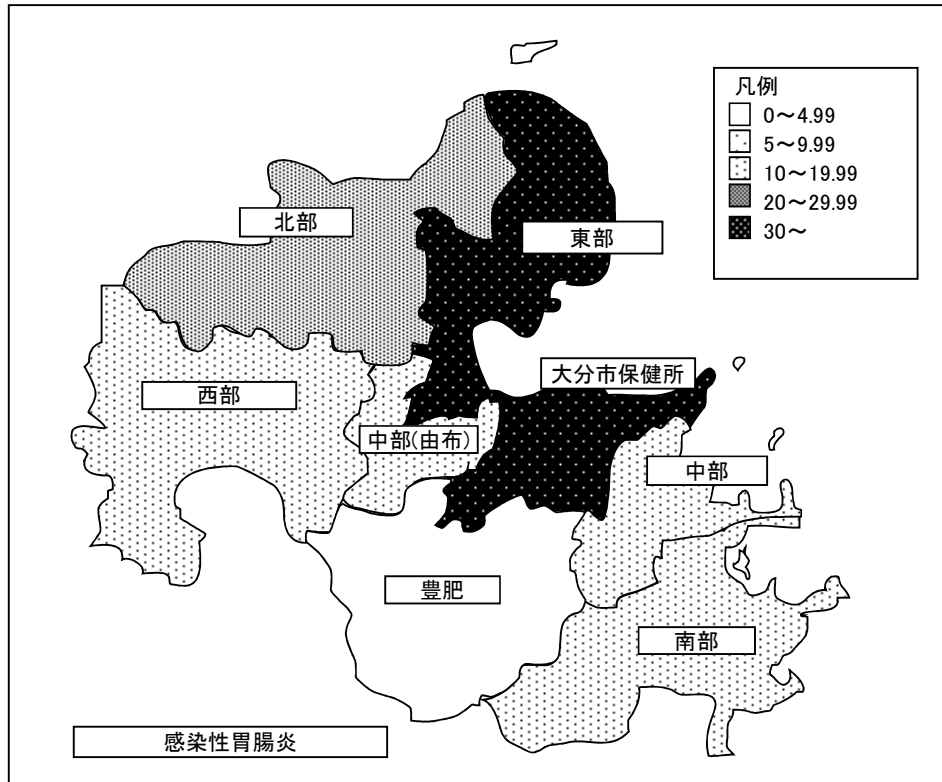 凡例
0～4.99
5～9.99
10～19.99
20～29.99
30～
北部
東部
大分市保健所
西部
中部(由布)
中部
豊肥
南部
感染性胃腸炎